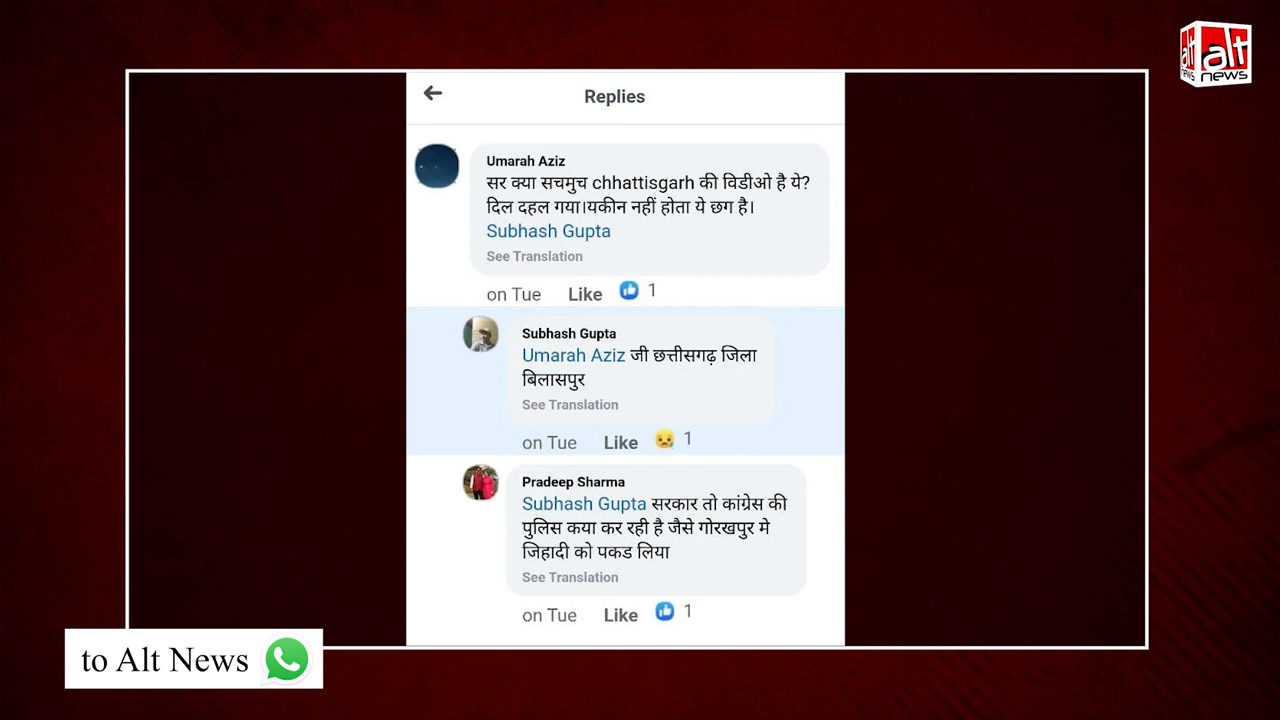 alt
news
alt
news
Replies
Umarah Aziz
सर क्या सचमुच chhattisgarh की विडीओ है ये?
दिल दहल गया।यकीन नहीं होता ये छग है।
Subhash Gupta
See Translation
on Tue Like 1
Subhash Gupta
Umarah Aziz जी छत्तीसगढ़ जिला
बिलासपुर
See Translation
on Tue Like 1
Pradeep Sharma
Subhash Gupta सरकार तो कांग्रेस की
पुलिस कया कर रही है जैसे गोरखपुर मे
जिहादी को पकड लिया
See Translation
on Tue Like 1
to Alt News